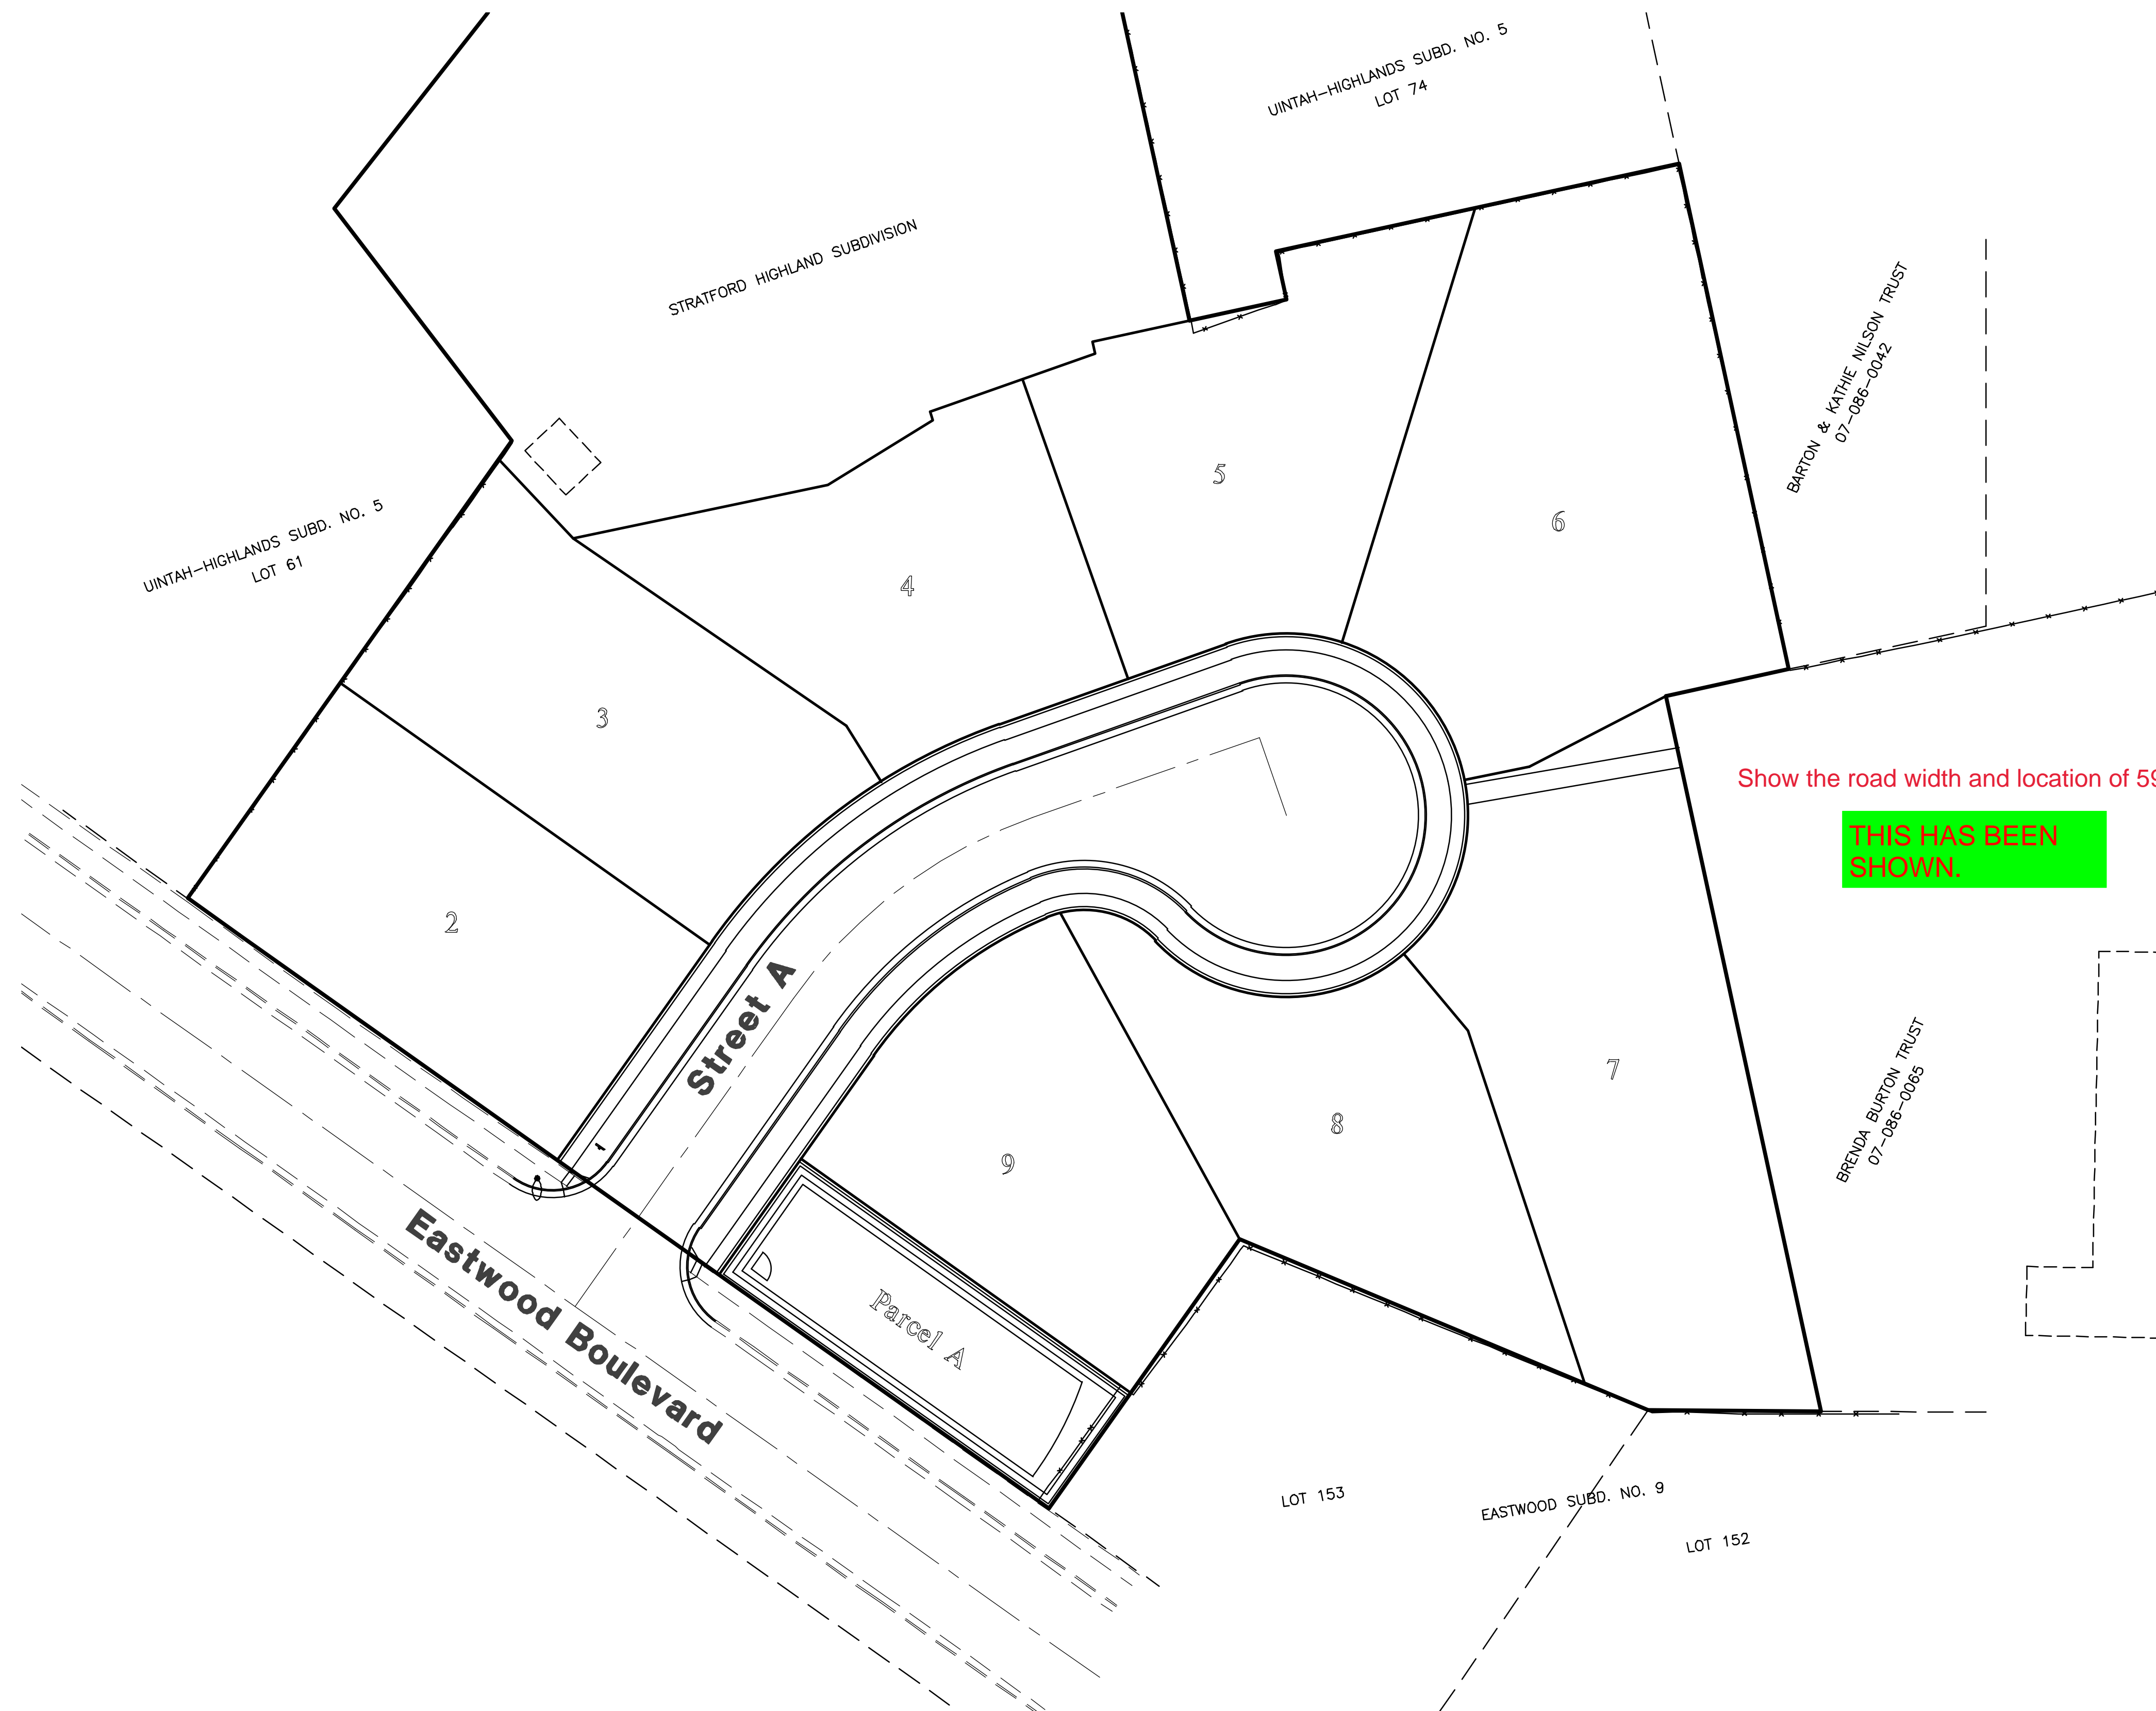 UINTAH-HIGHLANDS SUBD. NO. 5
LOT 74
STRATFORD HIGHLAND SUBDIVISION
BARTON & KATHIE NILSON TRUST
07-086-0042
UINTAH-HIGHLANDS SUBD. NO. 5
LOT 61
5
6
4
3
2
Show the road width and location of 59
THIS HAS BEEN
SHOWN.
Street A
7
8
9
BRENDA BURTON TRUST
07-086-0065
Eastwood Boulevard
Parcel A
LOT 153
EASTWOOD SUBD. NO. 9
LOT 152